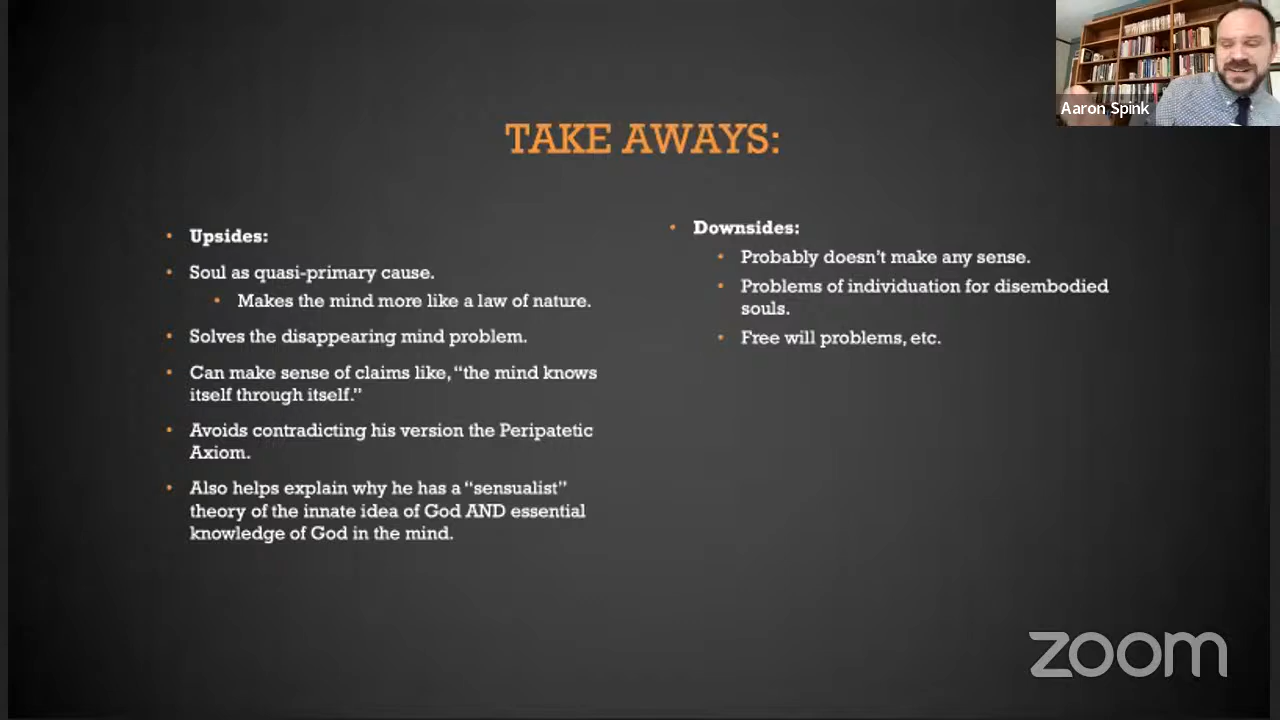 Aaron Spink
TAKE AWAYS:
• Upsides:
• Soul as quasi-primary cause.
• Makes the mind more like a law of nature.
• Solves the disappearing mind problem.
• Can make sense of claims like, “the mind knows
itself through itself.”
• Avoids contradicting his version the Peripatetic
Axiom.
• Also helps explain why he has a “sensualist”
theory of the innate idea of God AND essential
knowledge of God in the mind.
• Downsides:
• Probably doesn’t make any sense.
• Problems of individuation for disembodied
souls.
• Free will problems, etc.
zoom